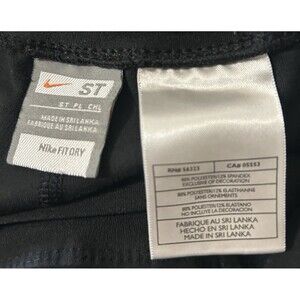 ST
ST PL CHL
MADE IN SRI LANKA
FABRIQUE AU SRI LANKA
NIKE FIT DRY
RN# 56323 CA# 05553
88% POLYESTER/12% SPANDEX
EXCLUSIVE OF DECORATION
88% POLYESTER/12% ELASTHANNE
SANS ORNEMENTS
88% POLIESTER/12% ELASTANO
NO INCLUYE LA DECORACION
FABRIQUE AU SRI LANKA
HECHO EN SRI LANKA
MADE IN SRI LANKA